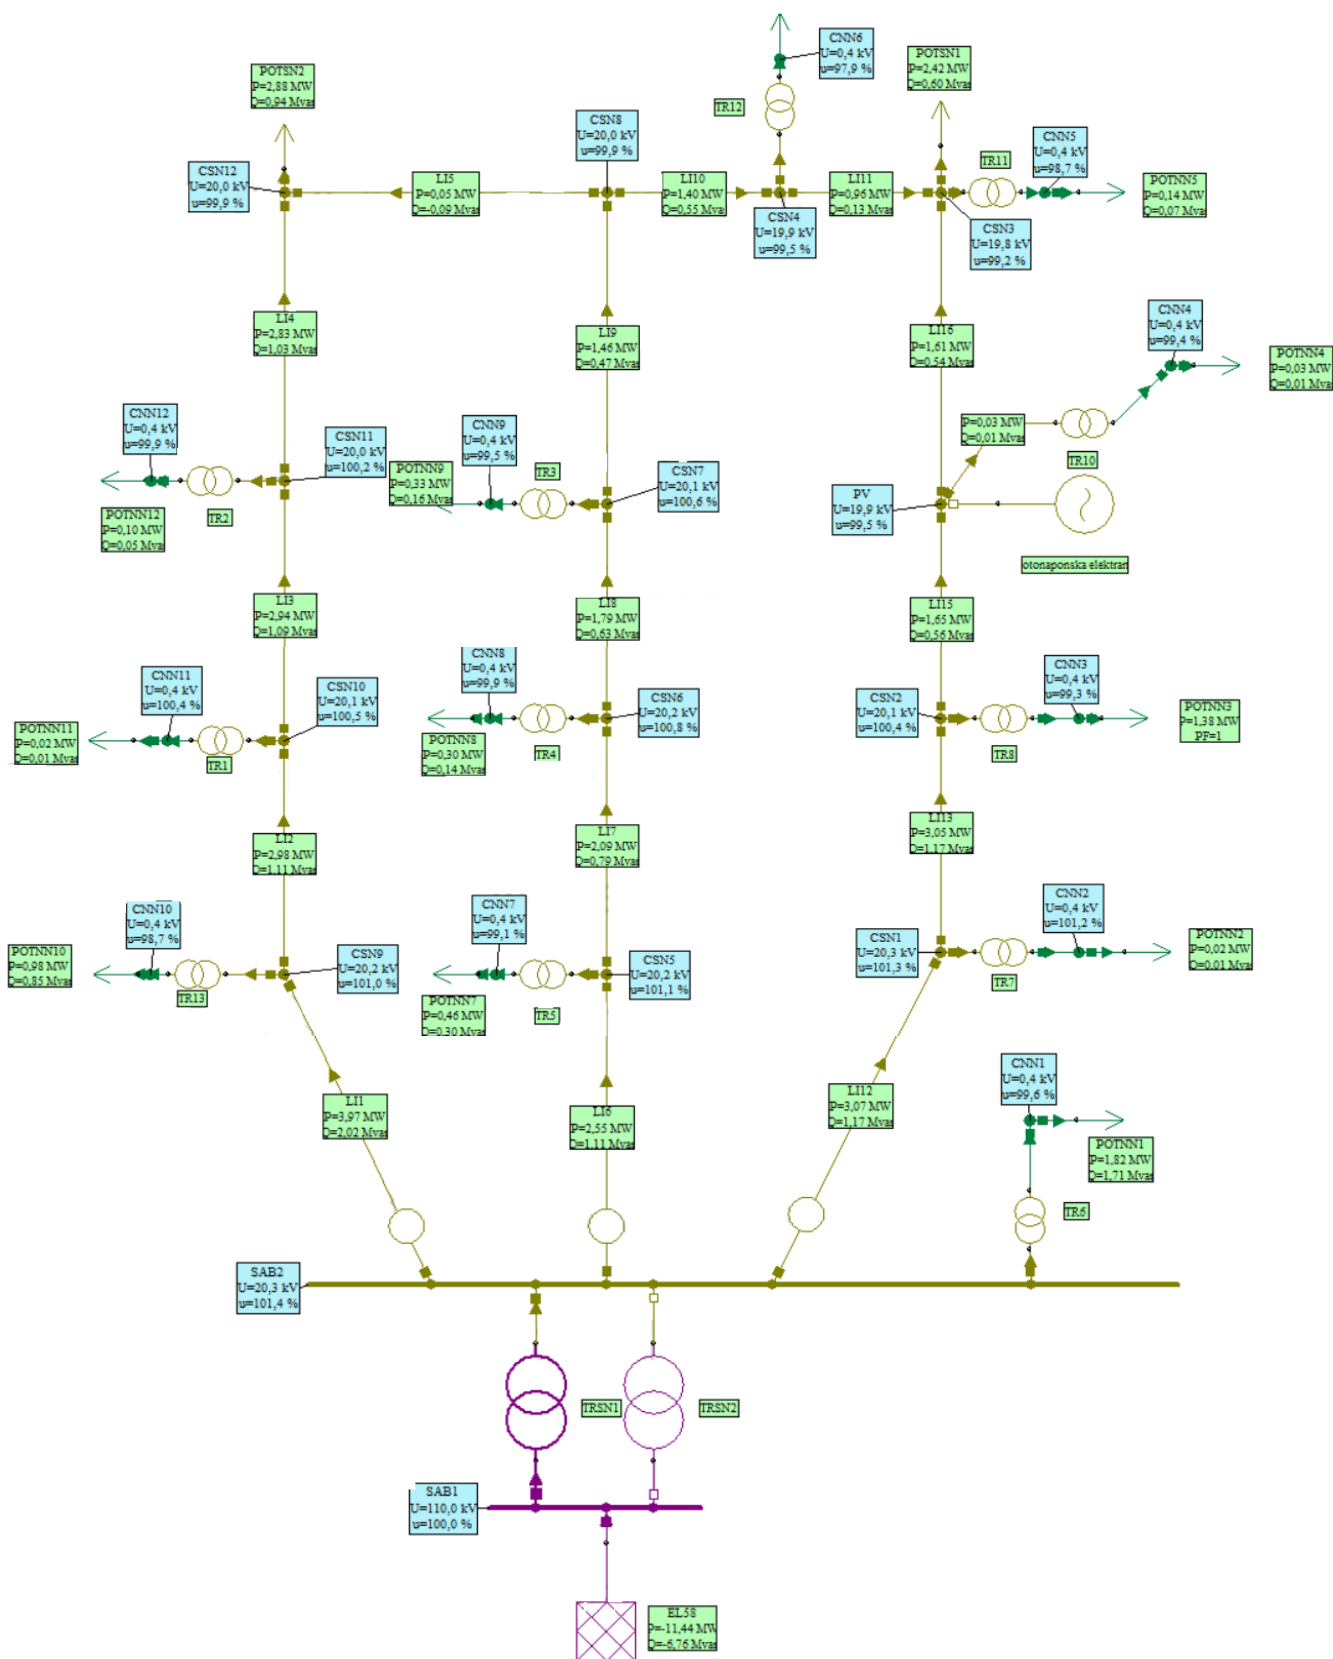 CNN6
U=0,4 kV
u=97,9 %
POTSN2
P=2,88 MW
Q=0,94 Mvar
POTSN1
P=2,42 MW
Q=0,60 Mvar
TR12
CSN8
U=20,0 kV
u=99,9 %
CNN5
U=0,4 kV
u=98,7 %
TR11
CSN12
U=20,0 kV
u=99,9 %
LI5
P=0,05 MW
Q=-0,09 Mvar
LI10
P=1,40 MW
Q=0,55 Mvar
LI11
P=0,96 MW
Q=0,13 Mvar
POTNN5
P=0,14 MW
Q=0,07 Mvar
CSN4
U=19,9 kV
u=99,5 %
CSN3
U=19,8 kV
u=99,2 %
CNN4
U=0,4 kV
u=99,4 %
LI4
P=2,83 MW
Q=1,03 Mvar
LI9
P=1,46 MW
Q=0,47 Mvar
LI16
P=1,61 MW
Q=0,54 Mvar
POTNN4
P=0,03 MW
Q=0,01 Mvar
CNN12
U=0,4 kV
u=99,9 %
CSN11
U=20,0 kV
u=100,2 %
CNN9
U=0,4 kV
u=99,5 %
P=0,03 MW
Q=0,01 Mvar
TR10
POTNN9
P=0,33 MW
Q=0,16 Mvar
TR3
CSN7
U=20,1 kV
u=100,6 %
PV
U=19,9 kV
u=99,5 %
TR2
POTNN12
P=0,10 MW
Q=0,05 Mvar
otonaponska elektran
LI3
P=2,94 MW
Q=1,09 Mvar
LI8
P=1,79 MW
Q=0,63 Mvar
LI15
P=1,65 MW
Q=0,56 Mvar
CNN11
U=0,4 kV
u=100,4 %
CSN10
U=20,1 kV
u=100,5 %
CNN8
U=0,4 kV
u=99,9 %
CSN6
U=20,2 kV
u=100,8 %
CSN2
U=20,1 kV
u=100,4 %
CNN3
U=0,4 kV
u=99,3 %
POTNN11
P=0,02 MW
Q=0,01 Mvar
TR1
POTNN8
P=0,30 MW
Q=0,14 Mvar
TR4
TR8
POTNN3
P=1,38 MW
PF=1
LI2
P=2,98 MW
Q=1,11 Mvar
LI7
P=2,09 MW
Q=0,79 Mvar
LI13
P=3,05 MW
Q=1,17 Mvar
CNN10
U=0,4 kV
u=98,7 %
CNN7
U=0,4 kV
u=99,1 %
CNN2
U=0,4 kV
u=101,2 %
POTNN10
P=0,98 MW
Q=0,85 Mvar
TR13
CSN9
U=20,2 kV
u=101,0 %
POTNN7
P=0,46 MW
Q=0,30 Mvar
TR5
CSN5
U=20,2 kV
u=101,1 %
CSN1
U=20,3 kV
u=101,3 %
TR7
POTNN2
P=0,02 MW
Q=0,01 Mvar
LI1
P=3,97 MW
Q=2,02 Mvar
LI6
P=2,55 MW
Q=1,11 Mvar
LI12
P=3,07 MW
Q=1,17 Mvar
CNN1
U=0,4 kV
u=99,6 %
POTNN1
P=1,82 MW
Q=1,71 Mvar
TR6
SAB2
U=20,3 kV
u=101,4 %
TRSN1
TRSN2
SAB1
U=110,0 kV
u=100,0 %
EL58
P=-11,44 MW
Q=-6,76 Mvar